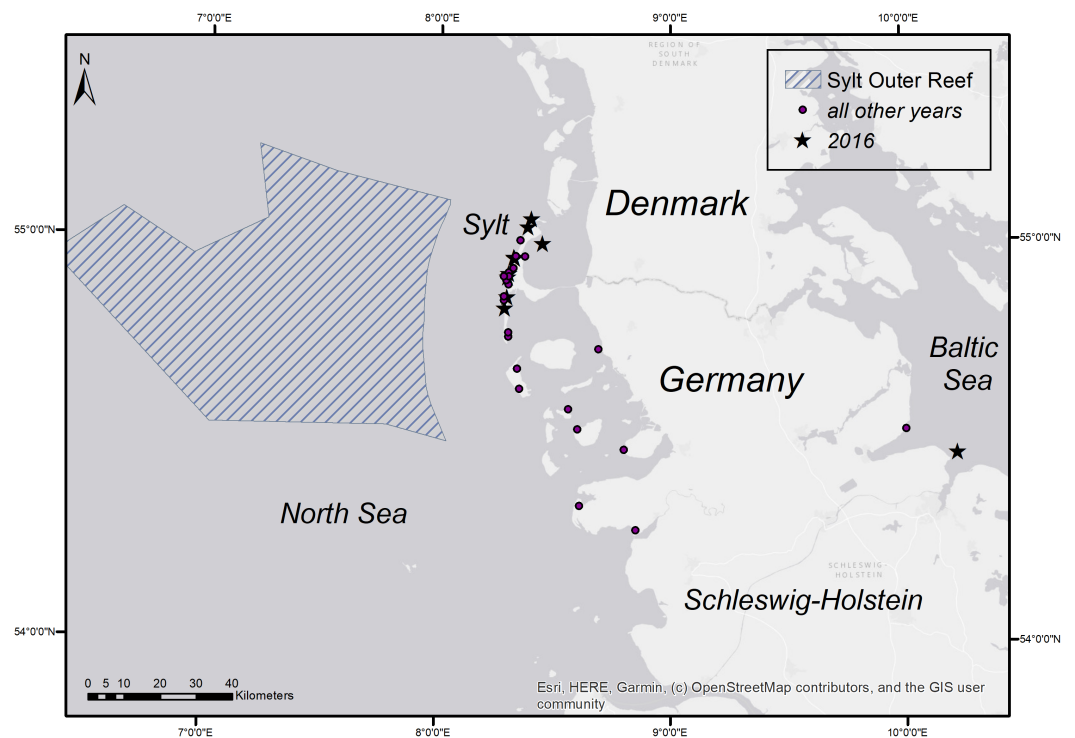 7°0'0"E
8°0'0"E
9°0'0"E
10°0'0"E
REGION OF
SOUTH
DENMARK
N
Sylt Outer Reef
all other years
2016
Denmark
Sylt
55°0'0"N
55°0'0"N
Baltic
Sea
Germany
North Sea
SCHLESWIG-
HOLSTEIN
Schleswig-Holstein
54°0'0"N
54°0'0"N
0 5 10 20 30 40
Kilometers
Esri, HERE, Garmin, (c) OpenStreetMap contributors, and the GIS user
community
7°0'0"E
8°0'0"E
9°0'0"E
10°0'0"E